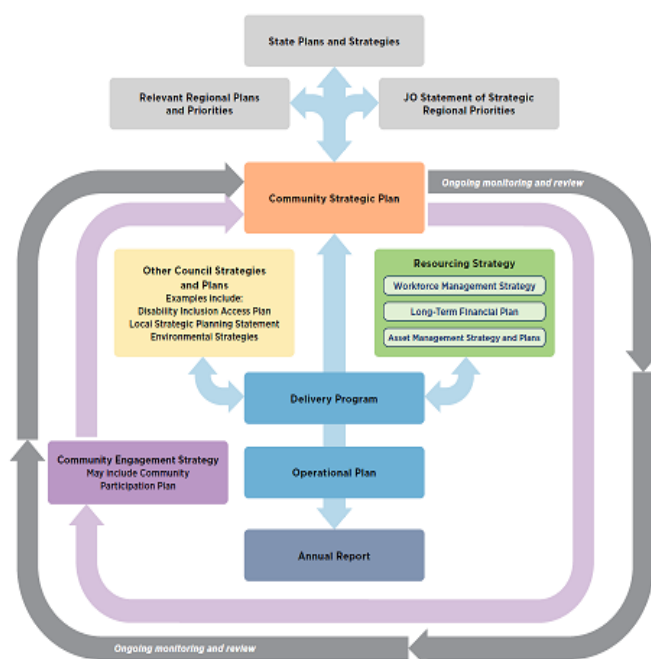 State Plans and Strategies
Relevant Regional Plans
and Priorities
JO Statement of Strategic
Regional Priorities
Community Strategic Plan
Ongoing monitoring and review
Other Council Strategies
and Plans
Examples include:
Disability Inclusion Access Plan
Local Strategic Planning Statement
Environmental Strategies
Resourcing Strategy
Workforce Management Strategy
Long-Term Financial Plan
Asset Management Strategy and Plans
Delivery Program
Community Engagement Strategy
May include Community
Participation Plan
Operational Plan
Annual Report
Ongoing monitoring and review